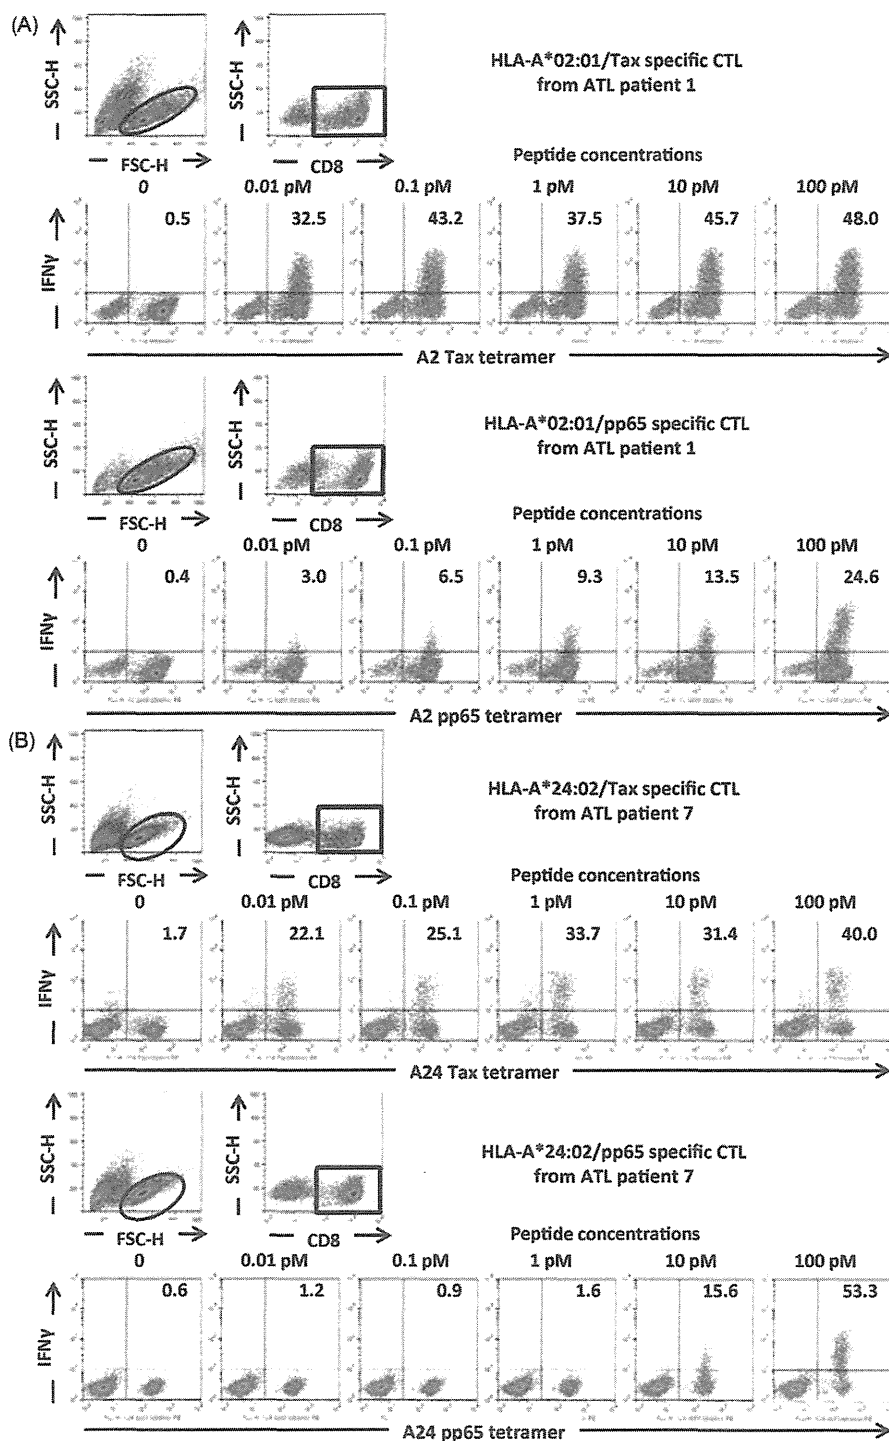 (A)
SSC-H
FSC-H
SSC-H
CD8
HLA-A*02:01/Tax specific CTL
from ATL patient 1
Peptide concentrations
0 0.01 pM 0.1 pM 1 pM 10 pM 100 pM
IFNγ
0.5 32.5 43.2 37.5 45.7 48.0
A2 Tax tetramer
SSC-H
FSC-H
SSC-H
CD8
HLA-A*02:01/pp65 specific CTL
from ATL patient 1
Peptide concentrations
0 0.01 pM 0.1 pM 1 pM 10 pM 100 pM
IFNγ
0.4 3.0 6.5 9.3 13.5 24.6
A2 pp65 tetramer
(B)
SSC-H
FSC-H
SSC-H
CD8
HLA-A*24:02/Tax specific CTL
from ATL patient 7
Peptide concentrations
0 0.01 pM 0.1 pM 1 pM 10 pM 100 pM
IFNγ
1.7 22.1 25.1 33.7 31.4 40.0
A24 Tax tetramer
SSC-H
FSC-H
SSC-H
CD8
HLA-A*24:02/pp65 specific CTL
from ATL patient 7
Peptide concentrations
0 0.01 pM 0.1 pM 1 pM 10 pM 100 pM
IFNγ
0.6 1.2 0.9 1.6 15.6 53.3
A24 pp65 tetramer